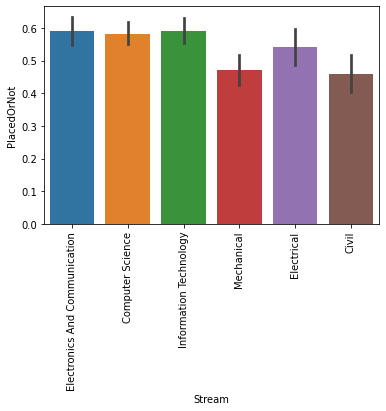 PlacedOrNot
0.6
0.5
0.4
0.3
0.2
0.1
0.0
Electronics And Communication
Computer Science
Information Technology
Mechanical
Electrical
Civil
Stream